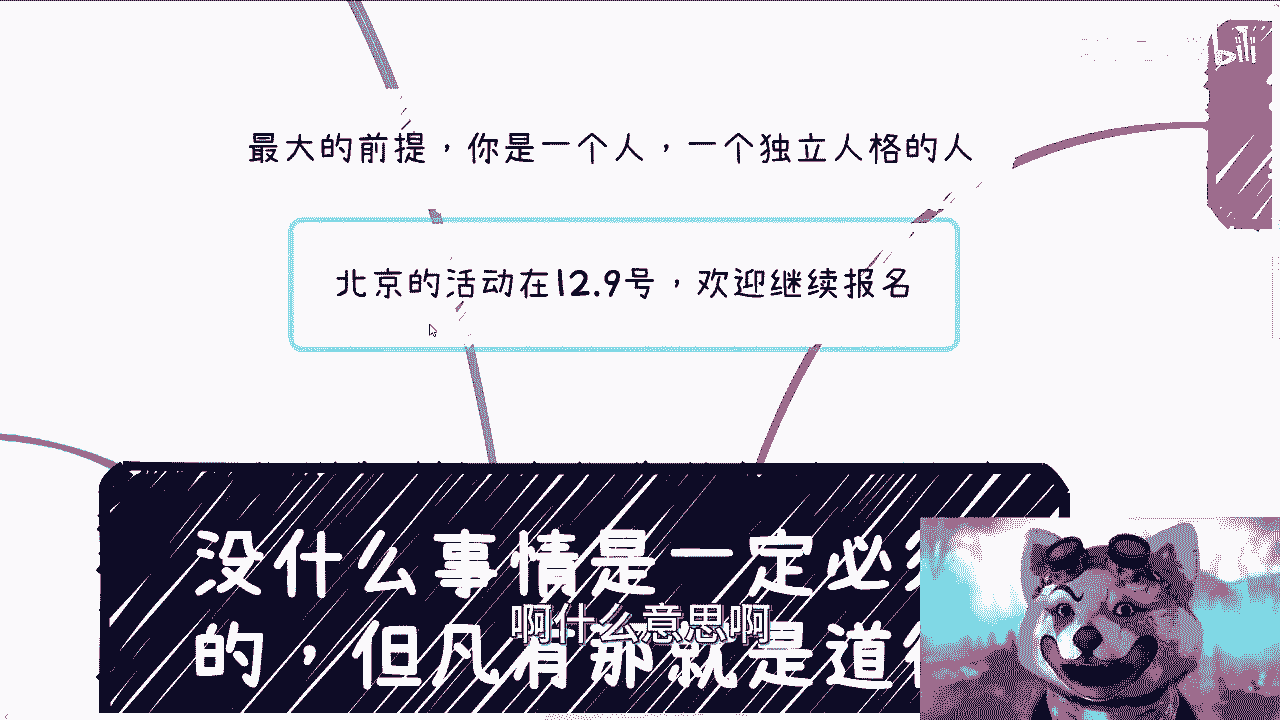 bili
最大的前提，你是一个人，一个独立人格的人
北京的活动在12.9号，欢迎继续报名
没什么事情是一定必
的，但凡有那就是道
啊什么意思啊